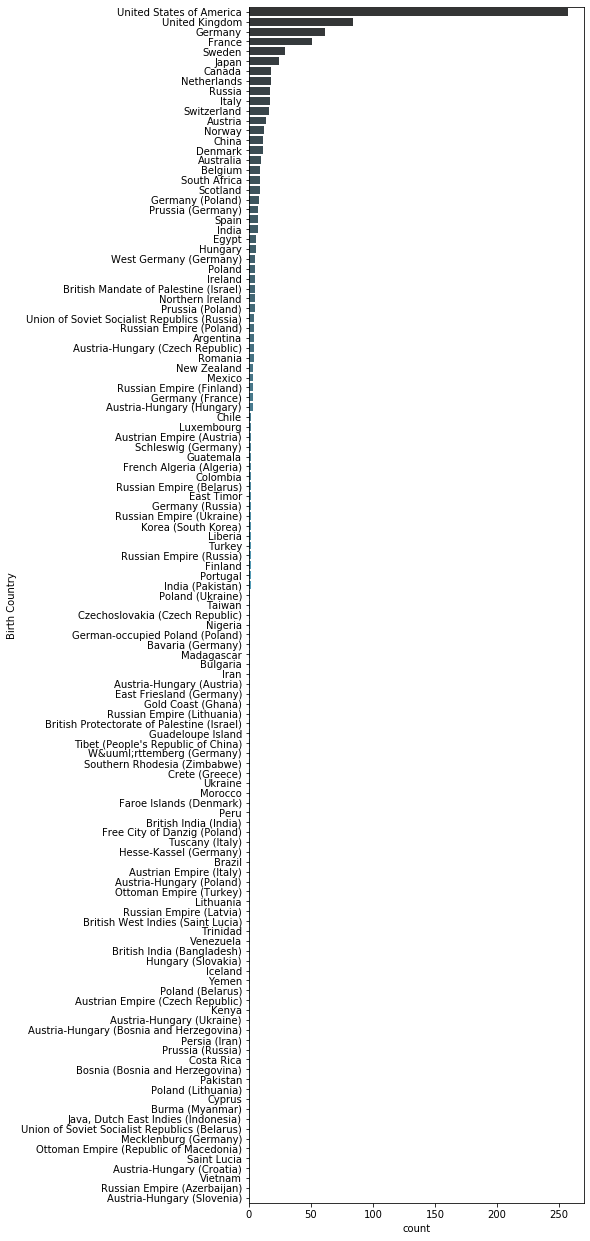 United States of America
United Kingdom
Germany
France
Sweden
Japan
Canada
Netherlands
Russia
Italy
Switzerland
Austria
Norway
China
Denmark
Australia
Belgium
South Africa
Scotland
Germany (Poland)
Prussia (Germany)
Spain
India
Egypt
Hungary
West Germany (Germany)
Poland
Ireland
British Mandate of Palestine (Israel)
Northern Ireland
Prussia (Poland)
Union of Soviet Socialist Republics (Russia)
Russian Empire (Poland)
Argentina
Austria-Hungary (Czech Republic)
Romania
New Zealand
Mexico
Russian Empire (Finland)
Germany (France)
Austria-Hungary (Hungary)
Chile
Luxembourg
Austrian Empire (Austria)
Schleswig (Germany)
Guatemala
French Algeria (Algeria)
Colombia
Russian Empire (Belarus)
East Timor
Germany (Russia)
Russian Empire (Ukraine)
Korea (South Korea)
Liberia
Turkey
Russian Empire (Russia)
Finland
Portugal
India (Pakistan)
Poland (Ukraine)
Taiwan
Czechoslovakia (Czech Republic)
Nigeria
German-occupied Poland (Poland)
Bavaria (Germany)
Madagascar
Bulgaria
Iran
Austria-Hungary (Austria)
East Friesland (Germany)
Gold Coast (Ghana)
Russian Empire (Lithuania)
British Protectorate of Palestine (Israel)
Guadeloupe Island
Tibet (People's Republic of China)
W&uuml;rttemberg (Germany)
Southern Rhodesia (Zimbabwe)
Crete (Greece)
Ukraine
Morocco
Faroe Islands (Denmark)
Peru
British India (India)
Free City of Danzig (Poland)
Tuscany (Italy)
Hesse-Kassel (Germany)
Brazil
Austrian Empire (Italy)
Austria-Hungary (Poland)
Ottoman Empire (Turkey)
Lithuania
Russian Empire (Latvia)
British West Indies (Saint Lucia)
Trinidad
Venezuela
British India (Bangladesh)
Hungary (Slovakia)
Iceland
Yemen
Poland (Belarus)
Austrian Empire (Czech Republic)
Kenya
Austria-Hungary (Ukraine)
Austria-Hungary (Bosnia and Herzegovina)
Persia (Iran)
Prussia (Russia)
Costa Rica
Bosnia (Bosnia and Herzegovina)
Pakistan
Poland (Lithuania)
Cyprus
Burma (Myanmar)
Java, Dutch East Indies (Indonesia)
Union of Soviet Socialist Republics (Belarus)
Mecklenburg (Germany)
Ottoman Empire (Republic of Macedonia)
Saint Lucia
Austria-Hungary (Croatia)
Vietnam
Russian Empire (Azerbaijan)
Austria-Hungary (Slovenia)
Birth Country
0 50 100 150 200 250
count